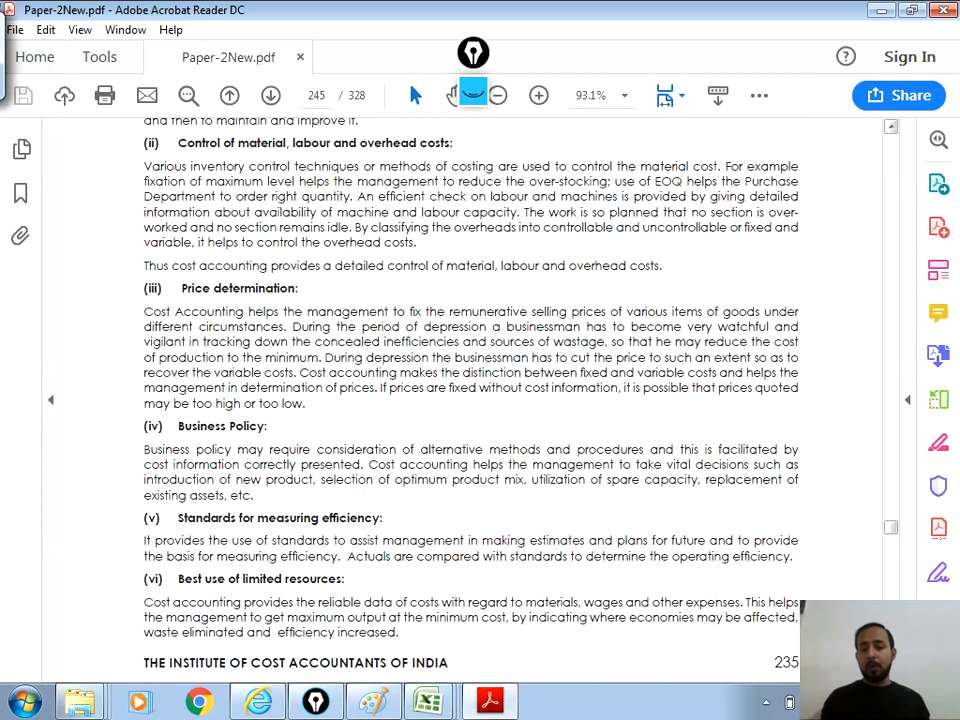 Paper-2New.pdf - Adobe Acrobat Reader DC
File Edit View Window Help
Home Tools Paper-2New.pdf × Sign In
245 / 328 93.1% Share
and then to maintain and improve it.
(ii) Control of material, labour and overhead costs:
Various inventory control techniques or methods of costing are used to control the material cost. For example
fixation of maximum level helps the management to reduce the over-stocking; use of EOQ helps the Purchase
Department to order right quantity. An efficient check on labour and machines is provided by giving detailed
information about availability of machine and labour capacity. The work is so planned that no section is over-
worked and no section remains idle. By classifying the overheads into controllable and uncontrollable or fixed and
variable, it helps to control the overhead costs.
Thus cost accounting provides a detailed control of material, labour and overhead costs.
(iii) Price determination:
Cost Accounting helps the management to fix the remunerative selling prices of various items of goods under
different circumstances. During the period of depression a businessman has to become very watchful and
vigilant in tracking down the concealed inefficiencies and sources of wastage, so that he may reduce the cost
of production to the minimum. During depression the businessman has to cut the price to such an extent so as to
recover the variable costs. Cost accounting makes the distinction between fixed and variable costs and helps the
management in determination of prices. If prices are fixed without cost information, it is possible that prices quoted
may be too high or too low.
(iv) Business Policy:
Business policy may require consideration of alternative methods and procedures and this is facilitated by
cost information correctly presented. Cost accounting helps the management to take vital decisions such as
introduction of new product, selection of optimum product mix, utilization of spare capacity, replacement of
existing assets, etc.
(v) Standards for measuring efficiency:
It provides the use of standards to assist management in making estimates and plans for future and to provide
the basis for measuring efficiency. Actuals are compared with standards to determine the operating efficiency.
(vi) Best use of limited resources:
Cost accounting provides the reliable data of costs with regard to materials, wages and other expenses. This helps
the management to get maximum output at the minimum cost, by indicating where economies may be affected,
waste eliminated and efficiency increased.
THE INSTITUTE OF COST ACCOUNTANTS OF INDIA 235